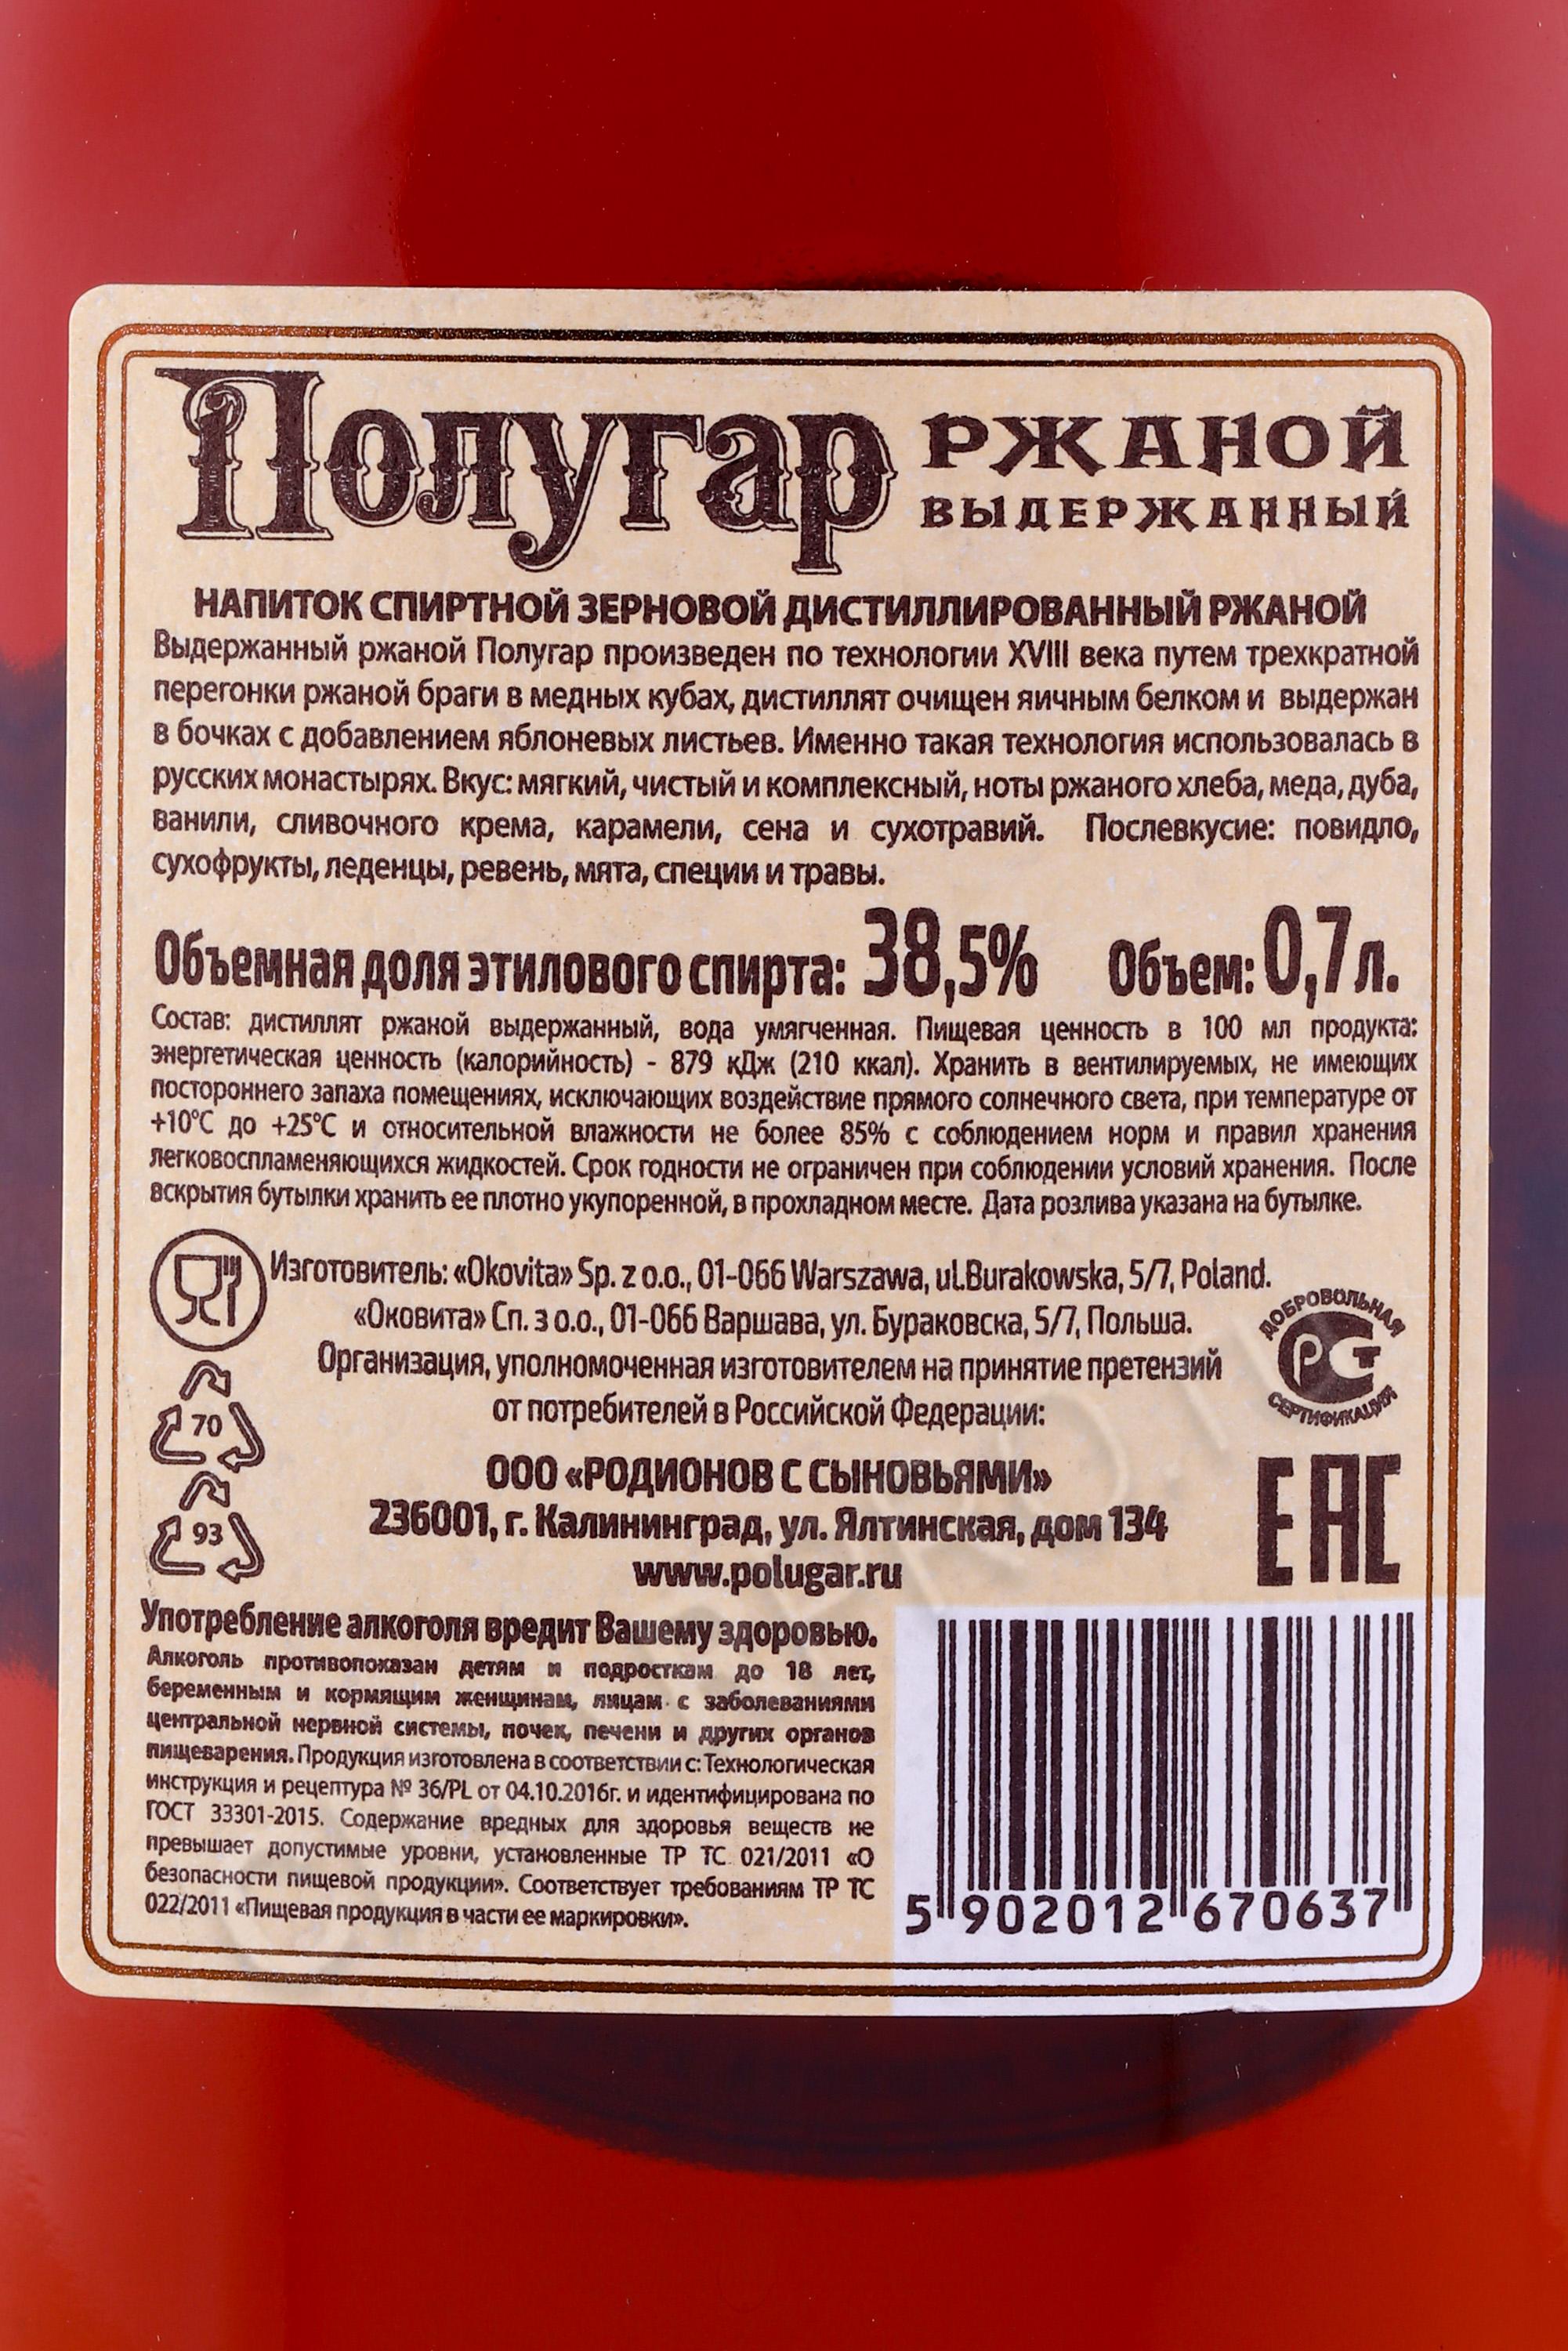 Полугар РЖАНОЙ
ВЫДЕРЖАННЫЙ
НАПИТОК СПИРТНОЙ ЗЕРНОВОЙ ДИСТИЛЛИРОВАННЫЙ РЖАНОЙ
Выдержанный ржаной Полугар произведен по технологии XVIII века путем трехкратной
перегонки ржаной браги в медных кубах, дистиллят очищен яичным белком и выдержан
в бочках с добавлением яблоневых листьев. Именно такая технология использовалась в
русских монастырях. Вкус: мягкий, чистый и комплексный, ноты ржаного хлеба, меда, дуба,
ванили, сливочного крема, карамели, сена и сухотравий. Послевкусие: повидло,
сухофрукты, леденцы, ревень, мята, специи и травы.
Объемная доля этилового спирта: 38,5% Объем: 0,7 л.
Состав: дистиллят ржаной выдержанный, вода умягченная. Пищевая ценность в 100 мл продукта:
энергетическая ценность (калорийность) - 879 кДж (210 ккал). Хранить в вентилируемых, не имеющих
постороннего запаха помещениях, исключающих воздействие прямого солнечного света, при температуре от
+10°С до +25°С и относительной влажности не более 85% с соблюдением норм и правил хранения
легковоспламеняющихся жидкостей. Срок годности не ограничен при соблюдении условий хранения. После
вскрытия бутылки хранить ее плотно укупоренной, в прохладном месте. Дата розлива указана на бутылке.
Изготовитель: «Okovita» Sp. z o.o., 01-066 Warszawa, ul.Burakowska, 5/7, Poland.
«Оковита» Сп. з о.о., 01-066 Варшава, ул. Бураковска, 5/7, Польша.
Организация, уполномоченная изготовителем на принятие претензий
от потребителей в Российской Федерации:
ДОБРОВОЛЬНАЯ
РСТ
СЕРТИФИКАЦИЯ
70
ООО «РОДИОНОВ С СЫНОВЬЯМИ»
236001, г. Калининград, ул. Ялтинская, дом 134
www.polugar.ru
93
ЕАС
Употребление алкоголя вредит Вашему здоровью.
Алкоголь противопоказан детям и подросткам до 18 лет,
беременным и кормящим женщинам, лицам с заболеваниями
центральной нервной системы, почек, печени и других органов
пищеварения. Продукция изготовлена в соответствии с: Технологическая
инструкция и рецептура № 36/PL от 04.10.2016г. и идентифицирована по
ГОСТ 33301-2015. Содержание вредных для здоровья веществ не
превышает допустимые уровни, установленные ТР ТС 021/2011 «О
безопасности пищевой продукции». Соответствует требованиям ТР ТС
022/2011 «Пищевая продукция в части ее маркировки».
5 902012 670637